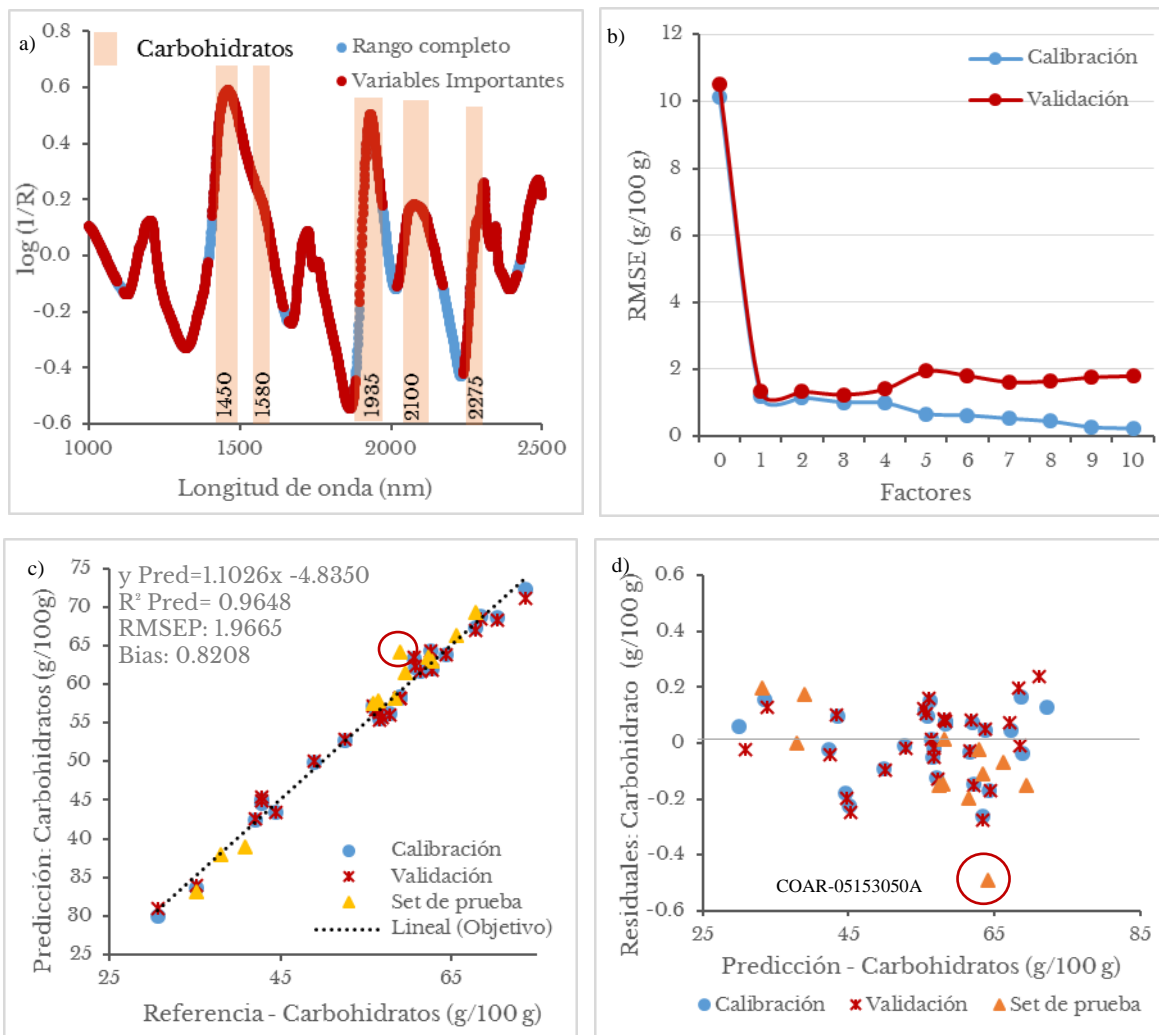 a)
Carbohidratos
Rango completo
Variables Importantes
log (1/R)
0.8
0.6
0.4
0.2
0.0
-0.2
-0.4
-0.6
1450
1580
1935
2100
2275
1000 1500 2000 2500
Longitud de onda (nm)
b)
Calibración
Validación
RMSE (g/100 g)
12
10
8
6
4
2
0
0 1 2 3 4 5 6 7 8 9 10
Factores
c)
y Pred=1.1026x -4.8350
R² Pred= 0.9648
RMSEP: 1.9665
Bias: 0.8208
Predicción: Carbohidratos (g/100g)
75
70
65
60
55
50
45
40
35
30
25
Calibración
Validación
Set de prueba
Lineal (Objetivo)
25 45 65
Referencia - Carbohidratos (g/100 g)
d)
Residuales: Carbohidrato (g/100 g)
0.6
0.4
0.2
0
-0.2
-0.4
-0.6
COAR-05153050A
25 45 65 85
Predicción - Carbohidratos (g/100 g)
Calibración Validación Set de prueba